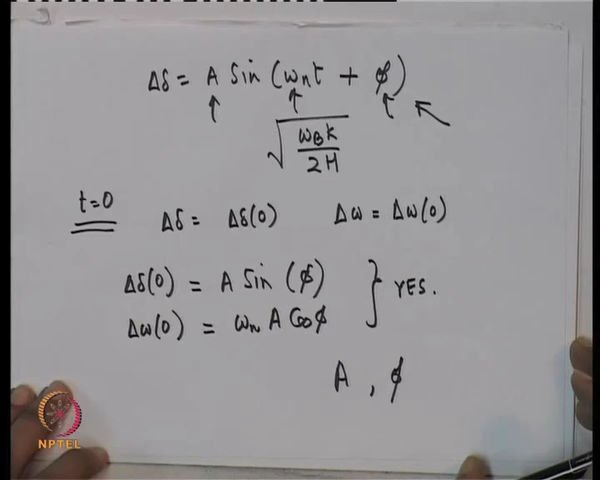 Δδ = A Sin (ωnt + φ)
√(ωBK / 2H)
t=0 Δδ = Δδ(0) Δω = Δω(0)
Δδ(0) = A Sin (φ)
Δω(0) = ωn A Cosφ } YES.
A , φ
NPTEL